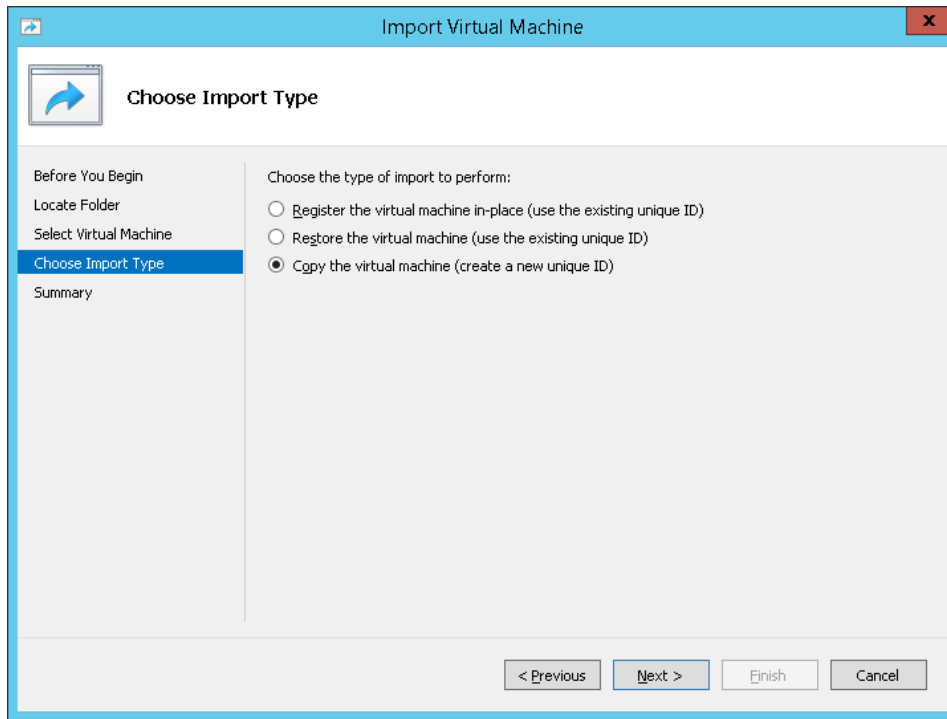 Import Virtual Machine
x
Choose Import Type
Before You Begin
Locate Folder
Select Virtual Machine
Choose Import Type
Summary
Choose the type of import to perform:
Register the virtual machine in-place (use the existing unique ID)
Restore the virtual machine (use the existing unique ID)
Copy the virtual machine (create a new unique ID)
< Previous
Next >
Finish
Cancel